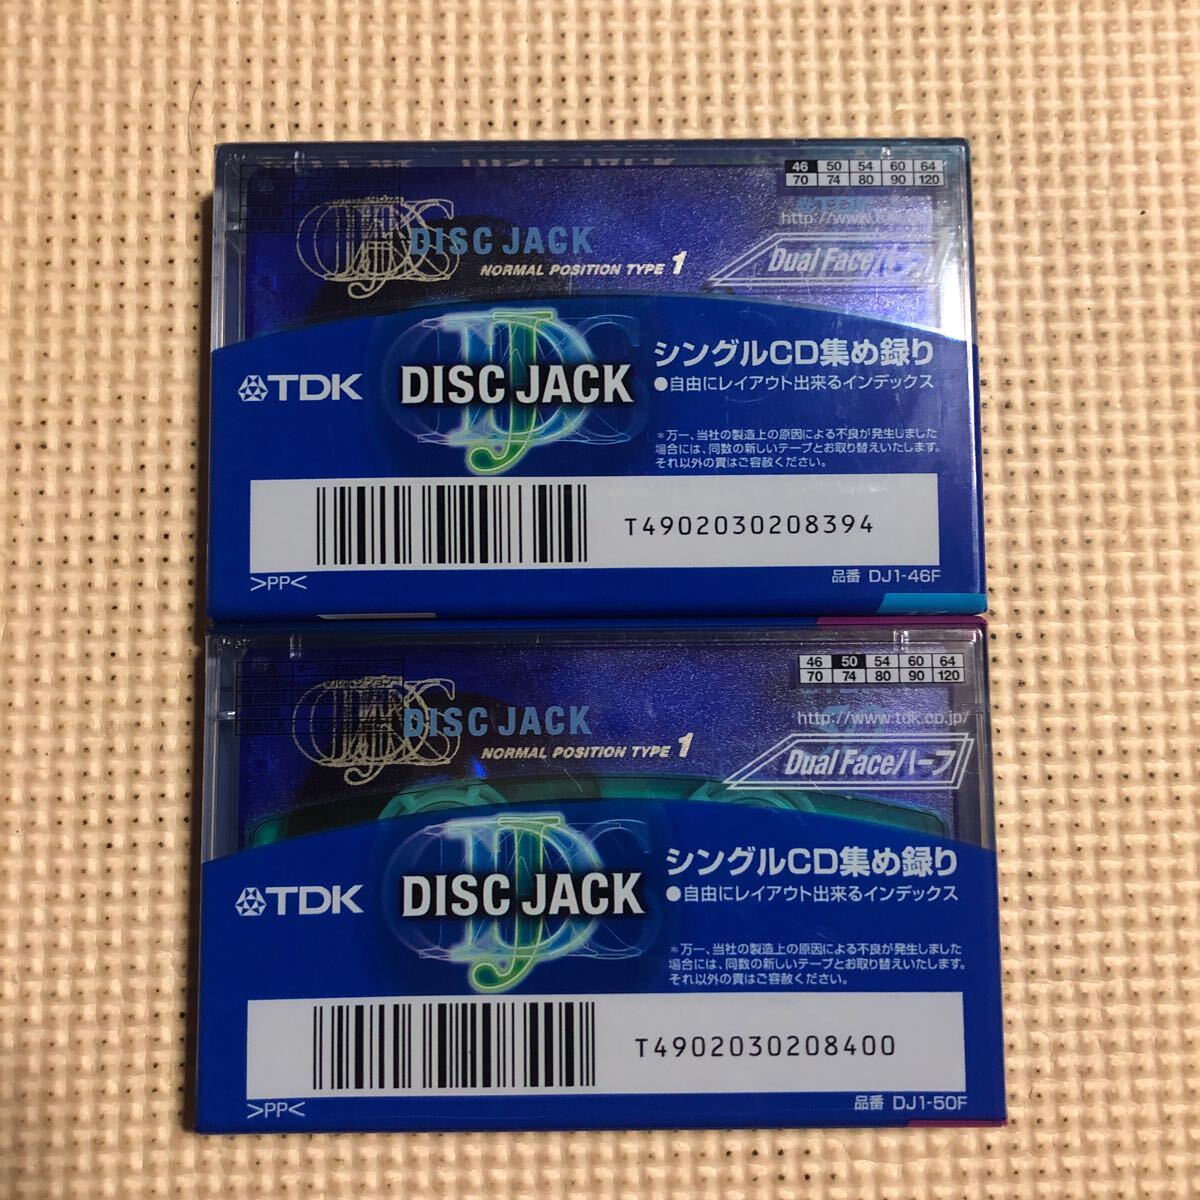 DISC JACK
46 50 54 60 64
70 74 80 90 120
http://www.tdk.co
DISC JACK
NORMAL POSITION TYPE 1
Dual Face/ハーフ
TDK
DISC JACK
シングルCD集め録り
●自由にレイアウト出来るインデックス
*万一、当社の製造上の原因による不良が発生しました
場合には、同数の新しいテープとお取り替えいたします。
それ以外の責はご容赦ください。
T4902030208394
>PP<
品番 DJ1-46F
46 50 54 60 64
70 74 80 90 120
http://www.tdk.co.jp/
DISC JACK
NORMAL POSITION TYPE 1
Dual Face/ハーフ
TDK
DISC JACK
シングルCD集め録り
●自由にレイアウト出来るインデックス
*万一、当社の製造上の原因による不良が発生しました
場合には、同数の新しいテープとお取り替えいたします。
それ以外の責はご容赦ください。
T4902030208400
>PP<
品番 DJ1-50F